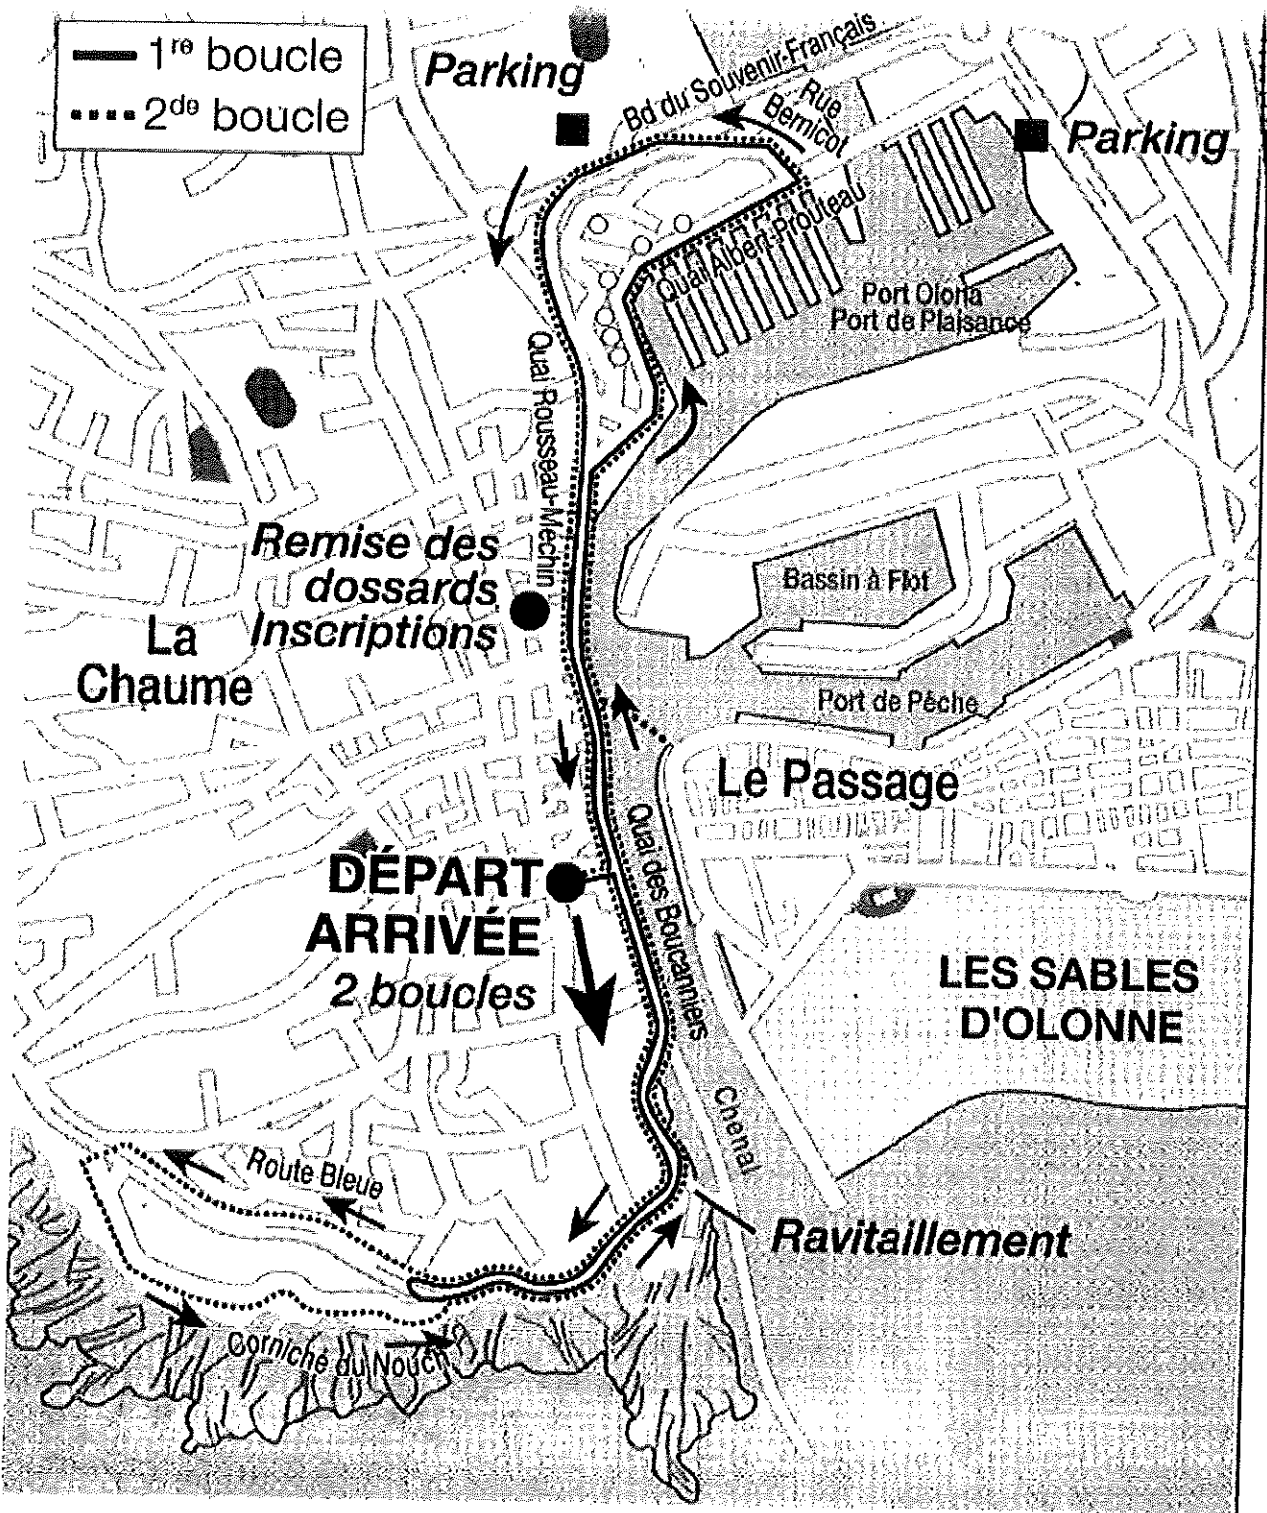 1re boucle
2de boucle
Parking
Bd du Souvenir-Français
Rue
Bernicot
Parking
Quai Albert-Prouteau
Port Olona
Port de Plaisance
Quai Rousseau-Mechin
Remise des
dossards
Inscriptions
La
Chaume
Bassin à Flot
Port de Pêche
Le Passage
Quai des Boucanniers
DÉPART
ARRIVÉE
2 boucles
LES SABLES
D'OLONNE
Chenal
Route Bleue
Ravitaillement
Corniche du Nouch